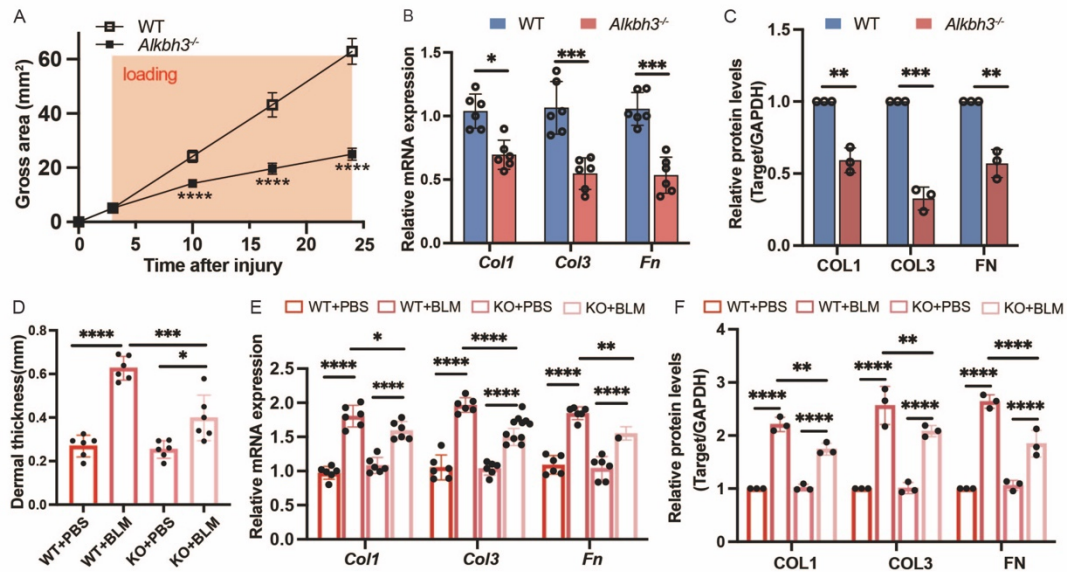 A
WT
Alkbh3-/-
Gross area (mm²)
60
40
20
0
loading
****
****
****
0
5
10
15
20
25
Time after injury
B
WT
Alkbh3-/-
Relative mRNA expression
1.5
1.0
0.5
0.0
*
***
***
Col1
Col3
Fn
C
WT
Alkbh3-/-
Relative protein levels
(Target/GAPDH)
1.0
0.5
0.0
**
***
**
COL1
COL3
FN
D
Dermal thickness(mm)
0.8
0.6
0.4
0.2
0.0
****
***
*
WT+PBS
WT+BLM
KO+PBS
KO+BLM
E
WT+PBS
WT+BLM
KO+PBS
KO+BLM
Relative mRNA expression
2.5
2.0
1.5
1.0
0.5
0.0
*
****
****
****
****
****
**
****
****
Col1
Col3
Fn
F
WT+PBS
WT+BLM
KO+PBS
KO+BLM
Relative protein levels
(Target/GAPDH)
4
3
2
1
0
**
****
****
**
****
****
****
****
****
COL1
COL3
FN